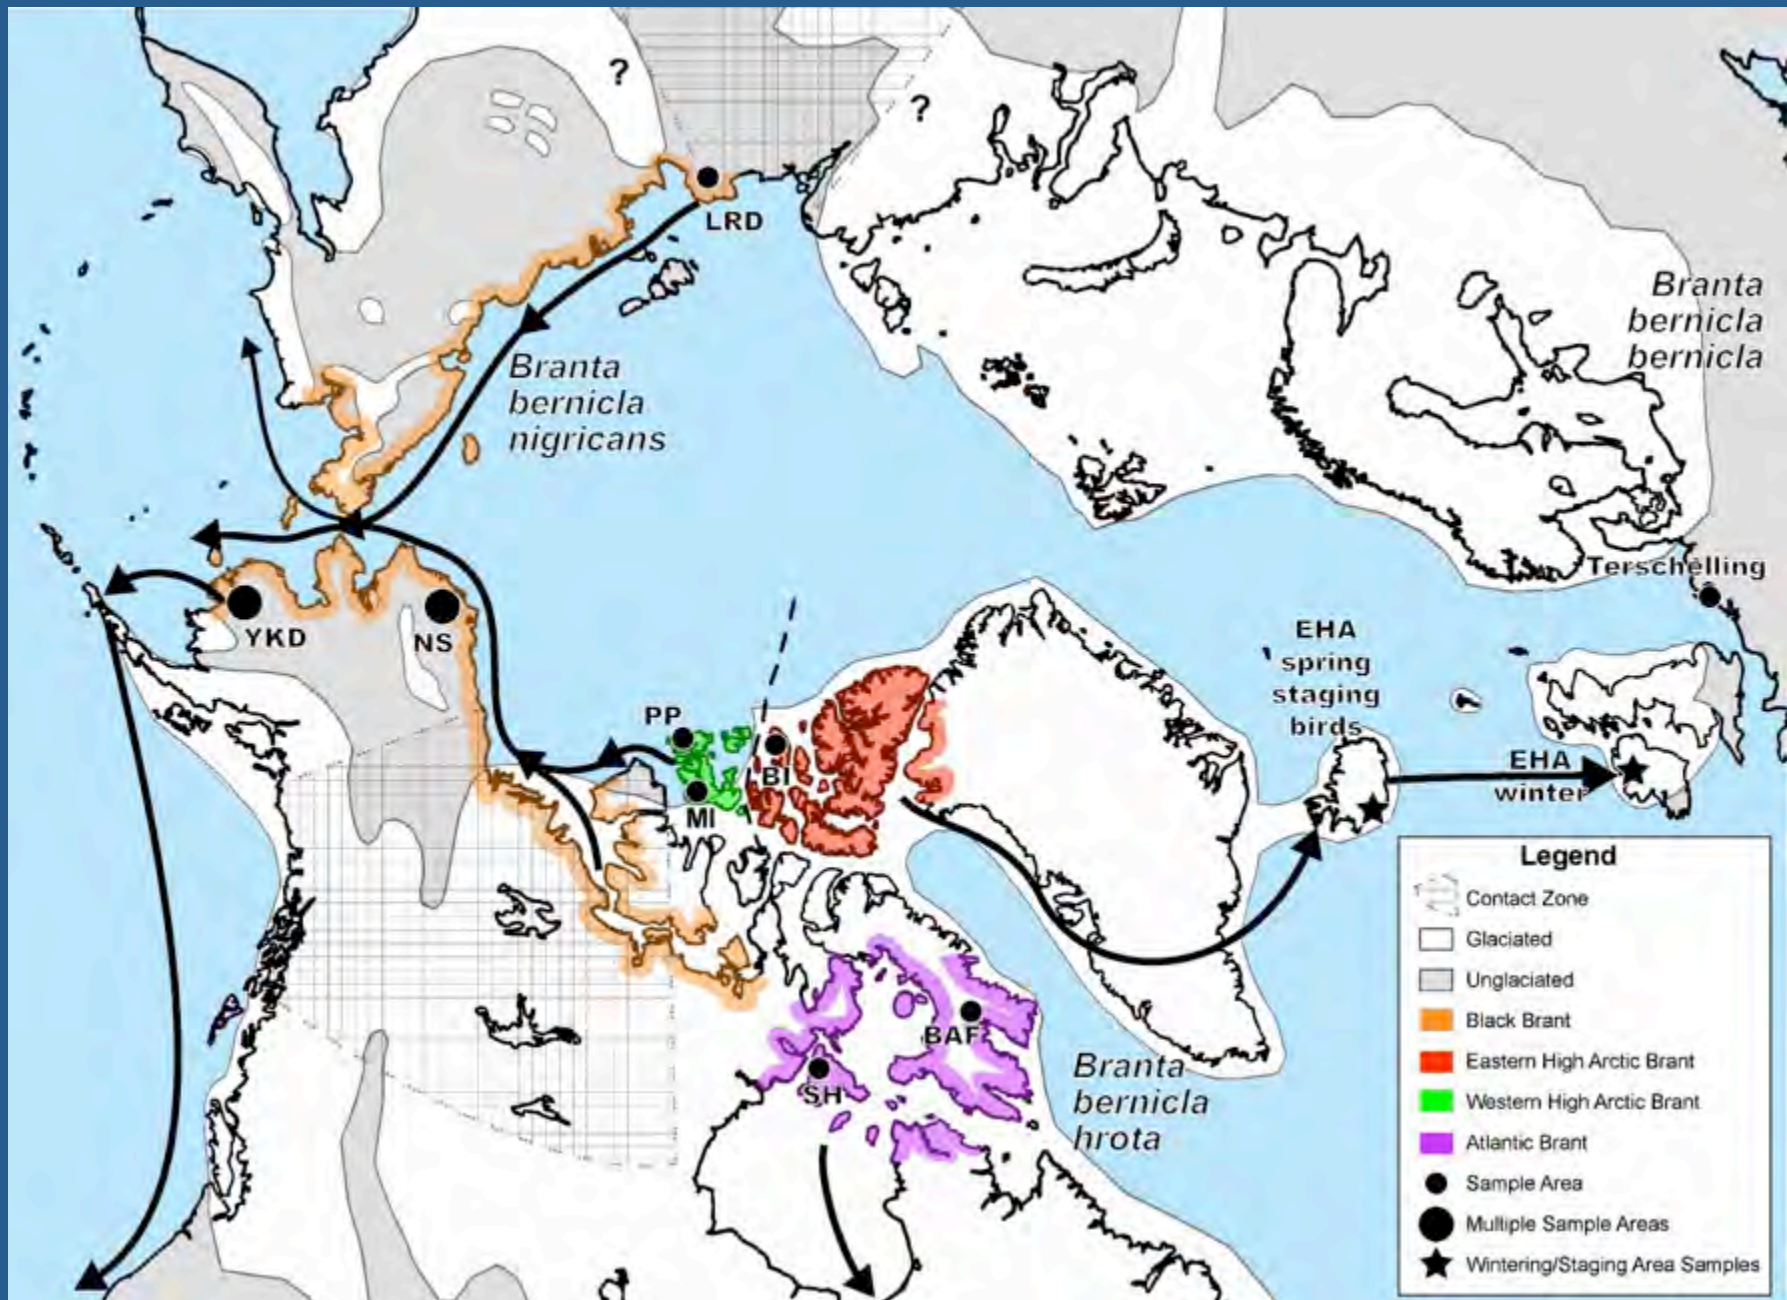 ?
?
LRD
Branta
bernicla
bernicla
Branta
bernicla
nigricans
Terschelling
YKD
NS
EHA
spring
staging
birds
PP
BI
MI
EHA
winter
BAF
SH
Branta
bernicla
hrota
Legend
Contact Zone
Glaciated
Unglaciated
Black Brant
Eastern High Arctic Brant
Western High Arctic Brant
Atlantic Brant
Sample Area
Multiple Sample Areas
Wintering/Staging Area Samples